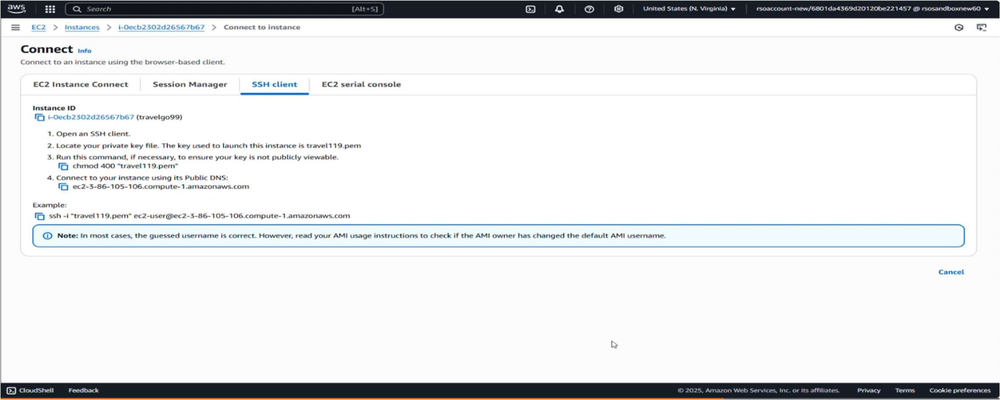 aws Search [Alt+S] United States (N. Virginia) rsoaccount-new/6801da4369d20120be221457 @ rsosandboxnew60
EC2 > Instances > i-0ecb2302d26567b67 > Connect to instance
Connect Info
Connect to an instance using the browser-based client.
EC2 Instance Connect Session Manager SSH client EC2 serial console
Instance ID
i-0ecb2302d26567b67 (travelgo99)
1. Open an SSH client.
2. Locate your private key file. The key used to launch this instance is travel119.pem
3. Run this command, if necessary, to ensure your key is not publicly viewable.
chmod 400 "travel119.pem"
4. Connect to your instance using its Public DNS:
ec2-3-86-105-106.compute-1.amazonaws.com
Example:
ssh -i "travel119.pem" ec2-user@ec2-3-86-105-106.compute-1.amazonaws.com
Note: In most cases, the guessed username is correct. However, read your AMI usage instructions to check if the AMI owner has changed the default AMI username.
Cancel
CloudShell Feedback © 2025, Amazon Web Services, Inc. or its affiliates. Privacy Terms Cookie preferences